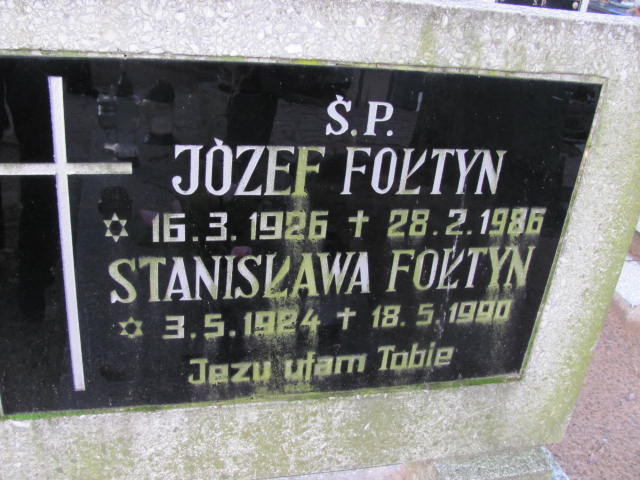 Ś.P.
JÓZEF FOŁTYN
✡ 16.3.1926 ✝ 28.2.1986
STANISŁAWA FOŁTYN
✡ 3.5.1924 ✝ 18.5.1990
Jezu ufam Tobie